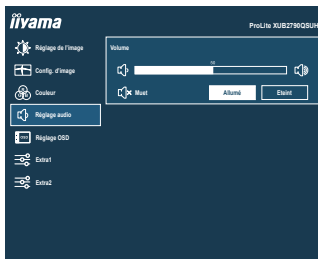 iiyama
ProLite XUB2790QSUH
Réglage de l'image
Volume
Config. d'image
50
Couleur
Muet
Allumé
Eteint
Réglage audio
OSD
Réglage OSD
Extra1
Extra2